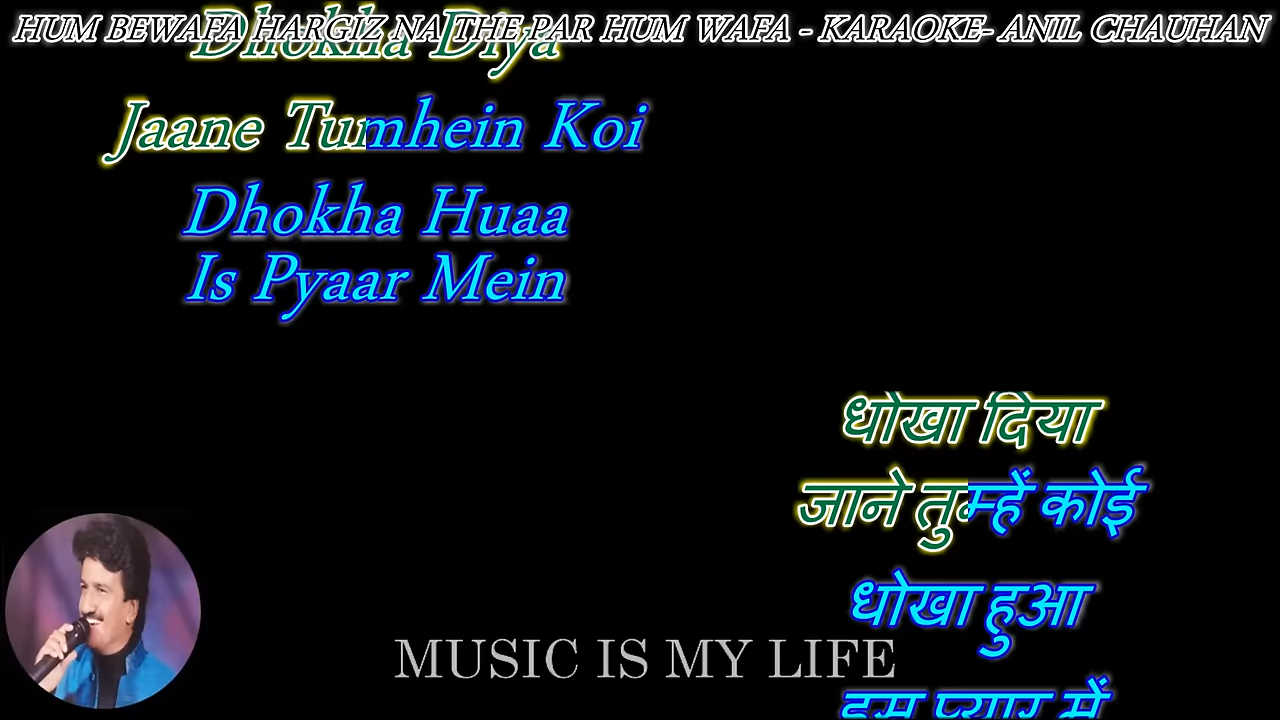 HUM BEWAFA HARGIZ NA THE PAR HUM WAFA - KARAOKE- ANIL CHAUHAN
Dhokha Diya
Jaane Tumhein Koi
Dhokha Huaa
Is Pyaar Mein
धोखा दिया
जाने तुम्हें कोई
धोखा हुआ
इस प्यार में
MUSIC IS MY LIFE